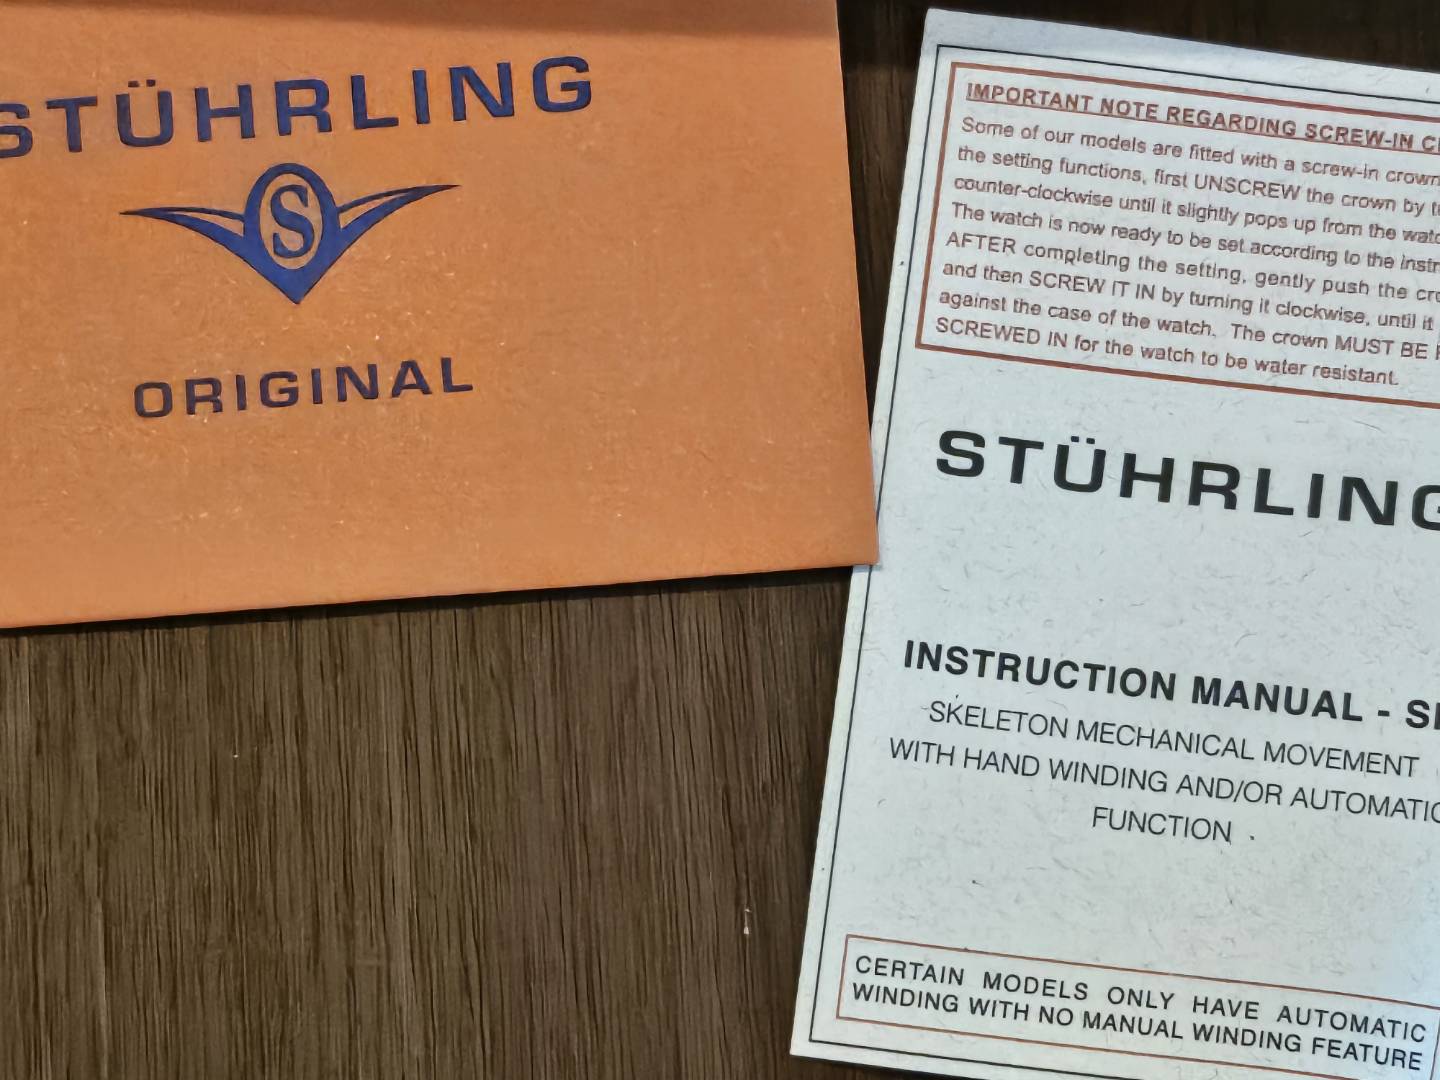 STÜHRLING
S
ORIGINAL
IMPORTANT NOTE REGARDING SCREW-IN
Some of our models are fitted with a screw-in crown
the setting functions, first UNSCREW the crown by
counter-clockwise until it slightly pops up from the
The watch is now ready to be set according to the
AFTER completing the setting, gently push the
and then SCREW IT IN by turning it clockwise, until it
against the case of the watch. The crown MUST BE
SCREWED IN for the watch to be water resistant.
STÜHRLING
INSTRUCTION MANUAL -
SKELETON MECHANICAL MOVEMENT
WITH HAND WINDING AND/OR AUTOMATIC
FUNCTION
CERTAIN MODELS ONLY HAVE AUTOMATIC
WINDING WITH NO MANUAL WINDING FEATURE